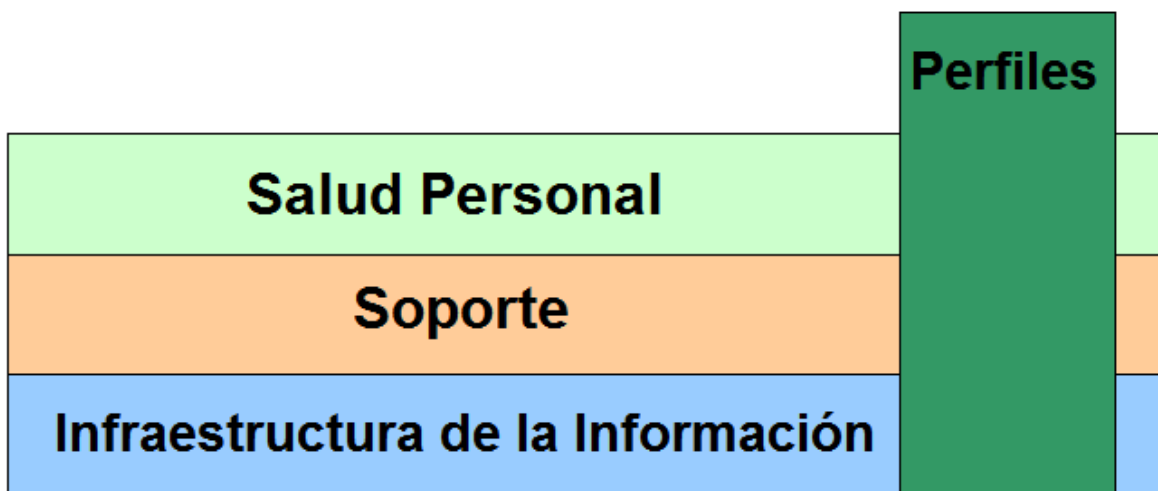 Perfiles
Salud Personal
Soporte
Infraestructura de la Información